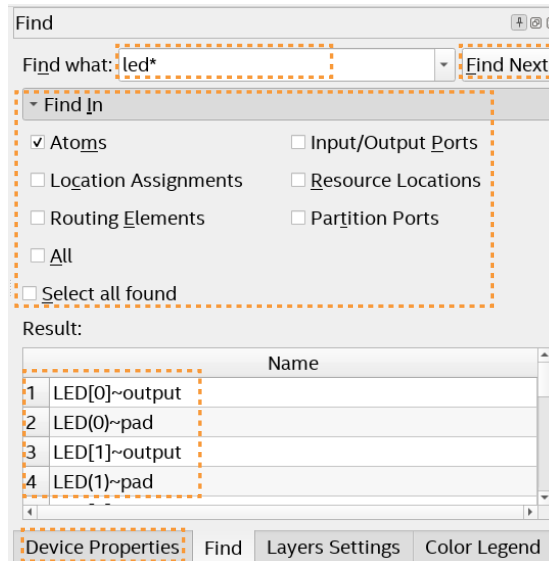 Find
Find what: led* Find Next
Find In
Atoms Input/Output Ports
Location Assignments Resource Locations
Routing Elements Partition Ports
All
Select all found
Result:
Name
1 LED[0]~output
2 LED(0)~pad
3 LED[1]~output
4 LED(1)~pad
Device Properties Find Layers Settings Color Legend